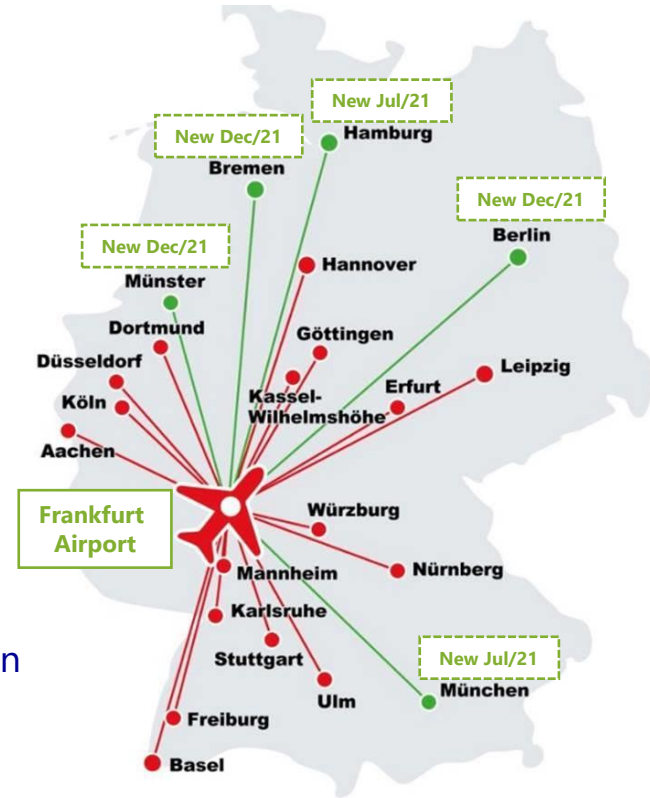 New Jul/21
Hamburg
New Dec/21
Bremen
New Dec/21
Berlin
New Dec/21
Münster
Hannover
Dortmund
Göttingen
Düsseldorf
Leipzig
Kassel-
Wilhelmshöhe
Erfurt
Köln
Aachen
Frankfurt
Airport
Würzburg
Mannheim
Nürnberg
Karlsruhe
n
Stuttgart
New Jul/21
München
Ulm
Freiburg
Basel